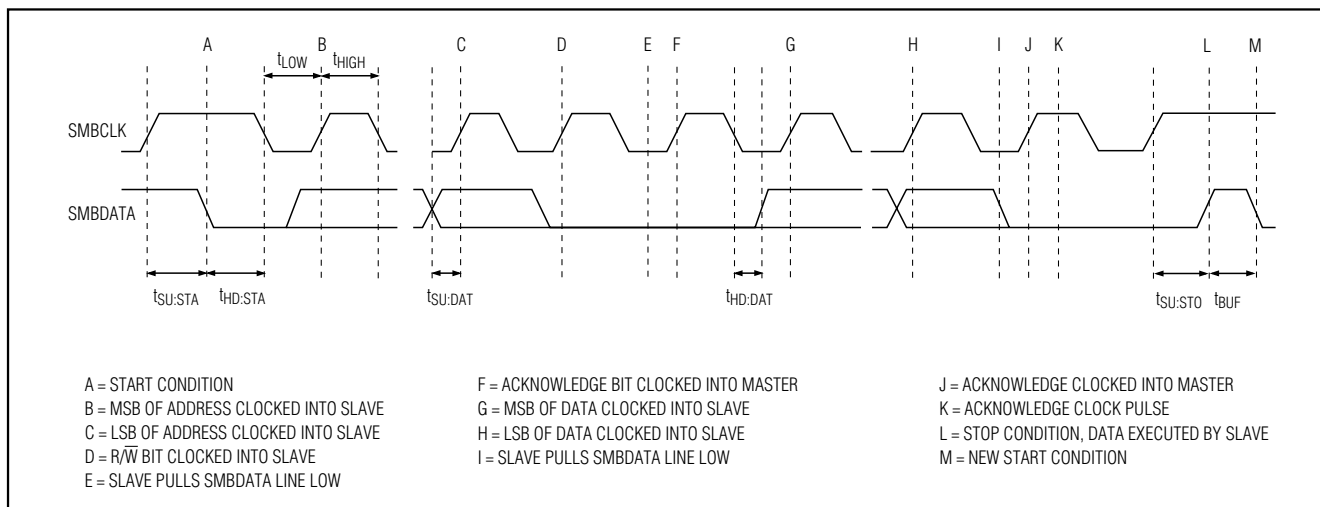 A B C D E F G H I J K L M
tLOW tHIGH
SMBCLK
SMBDATA
tSU:STA tHD:STA tSU:DAT tHD:DAT tSU:STO tBUF
A = START CONDITION
B = MSB OF ADDRESS CLOCKED INTO SLAVE
C = LSB OF ADDRESS CLOCKED INTO SLAVE
D = R/W̅ BIT CLOCKED INTO SLAVE
E = SLAVE PULLS SMBDATA LINE LOW
F = ACKNOWLEDGE BIT CLOCKED INTO MASTER
G = MSB OF DATA CLOCKED INTO SLAVE
H = LSB OF DATA CLOCKED INTO SLAVE
I = SLAVE PULLS SMBDATA LINE LOW
J = ACKNOWLEDGE CLOCKED INTO MASTER
K = ACKNOWLEDGE CLOCK PULSE
L = STOP CONDITION, DATA EXECUTED BY SLAVE
M = NEW START CONDITION